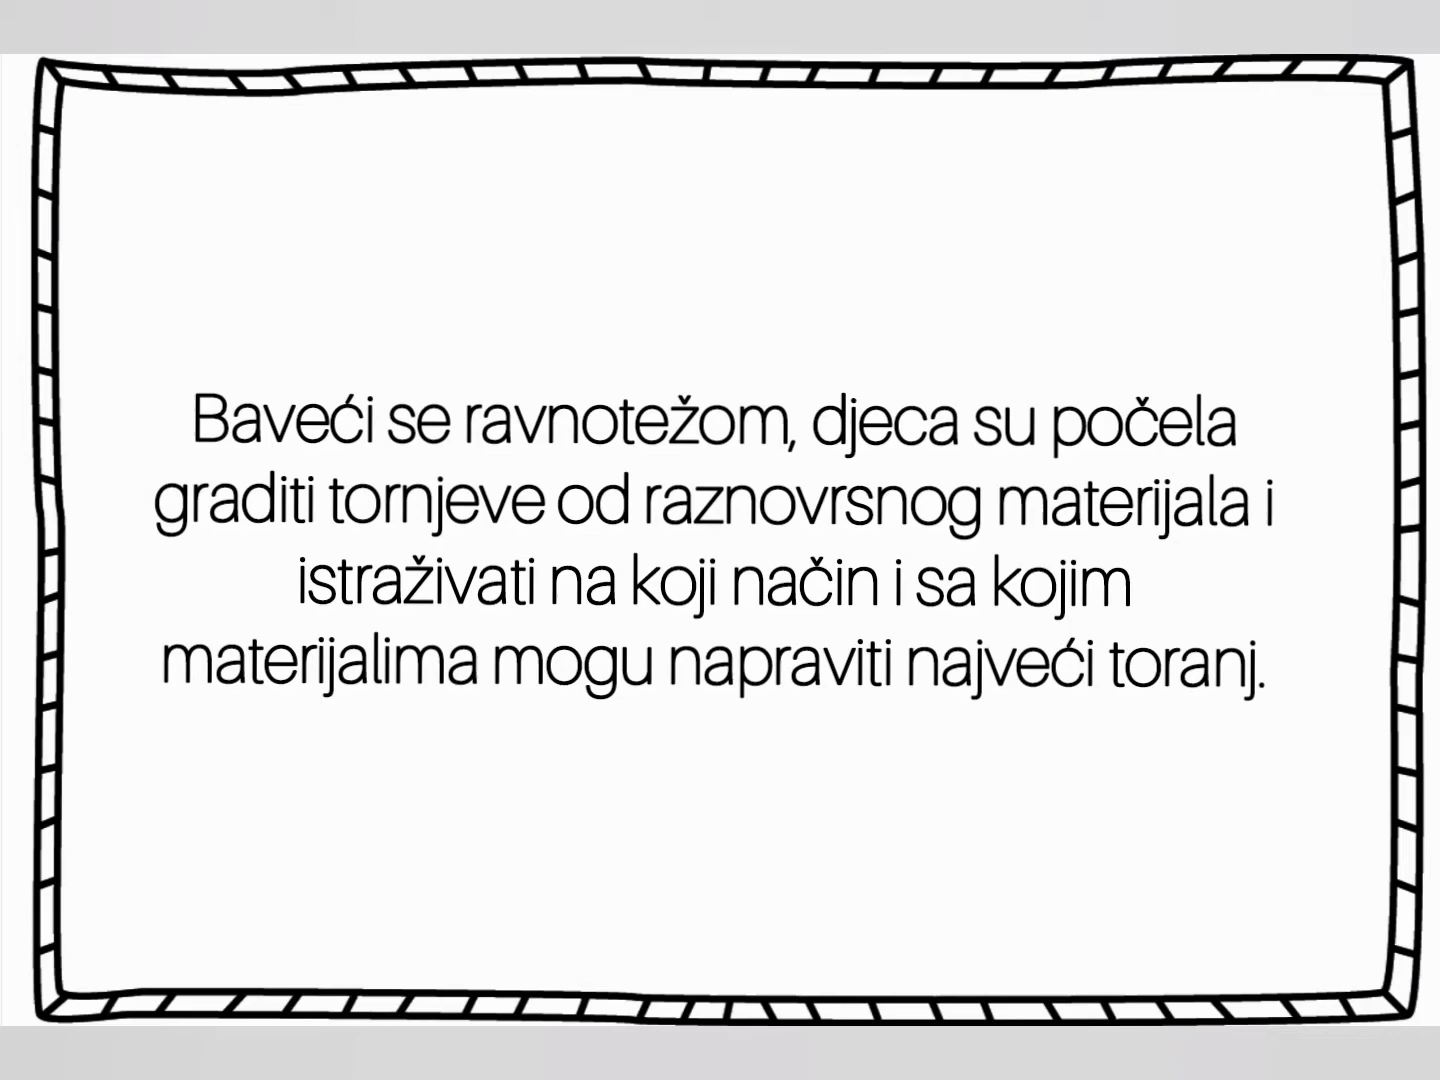 Baveći se ravnotežom, djeca su počela
graditi tornjeve od raznovrsnog materijala i
istraživati na koji način i sa kojim
materijalima mogu napraviti najveći toranj.